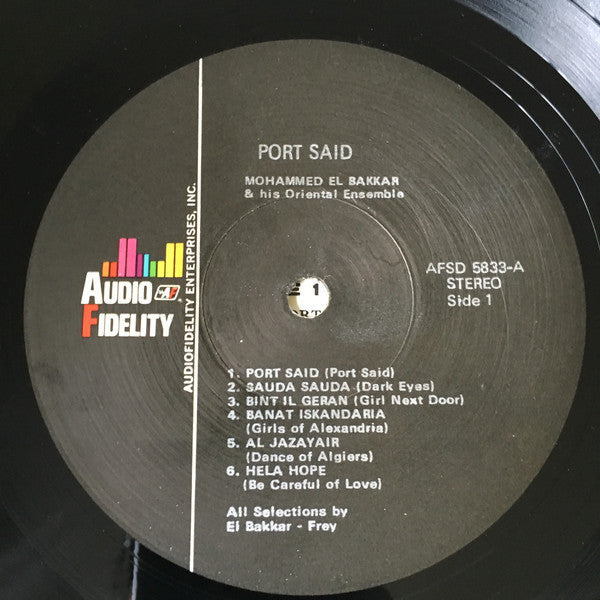 PORT SAID
MOHAMMED EL BAKKAR
& his Oriental Ensemble
AUDIOFIDELITY ENTERPRISES, INC.
AUDIO
FIDELITY
AFSD 5833-A
STEREO
Side 1
1. PORT SAID (Port Said)
2. SAUDA SAUDA (Dark Eyes)
3. BINT IL GERAN (Girl Next Door)
4. BANAT ISKANDARIA
(Girls of Alexandria)
5. AL JAZAYAIR
(Dance of Algiers)
6. HELA HOPE
(Be Careful of Love)
All Selections by
El Bakkar - Frey